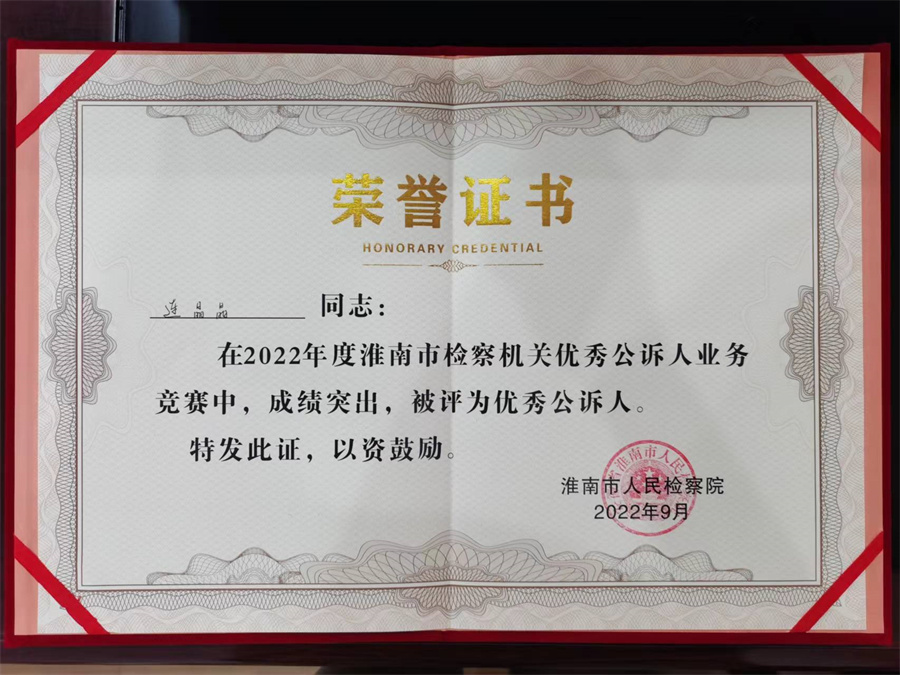 荣誉证书
HONORARY CREDENTIAL
连晶晶 同志：
在2022年度淮南市检察机关优秀公诉人业务
竞赛中，成绩突出，被评为优秀公诉人。
特发此证，以资鼓励。
淮南市人民检察院
2022年9月